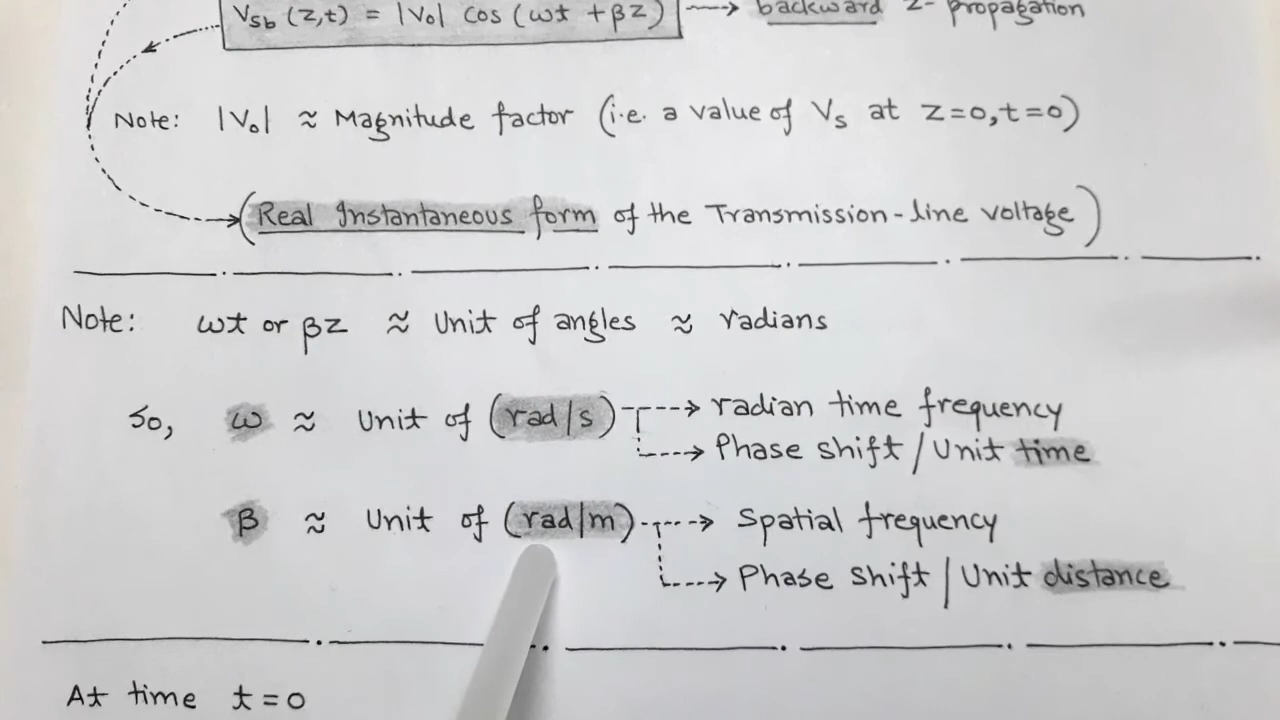 Vsb (z,t) = |Vo| cos (ωt + βz) ---> backward z- propagation
Note: |Vo| ≈ Magnitude factor (i.e. a value of Vs at z=0, t=0)
(Real Instantaneous form of the Transmission-line voltage)
Note: ωt or βz ≈ Unit of angles ≈ radians
So, ω ≈ Unit of (rad/s) ---> radian time frequency
---> Phase shift / Unit time
β ≈ Unit of (rad/m) ---> Spatial frequency
---> Phase shift / Unit distance
At time t = 0